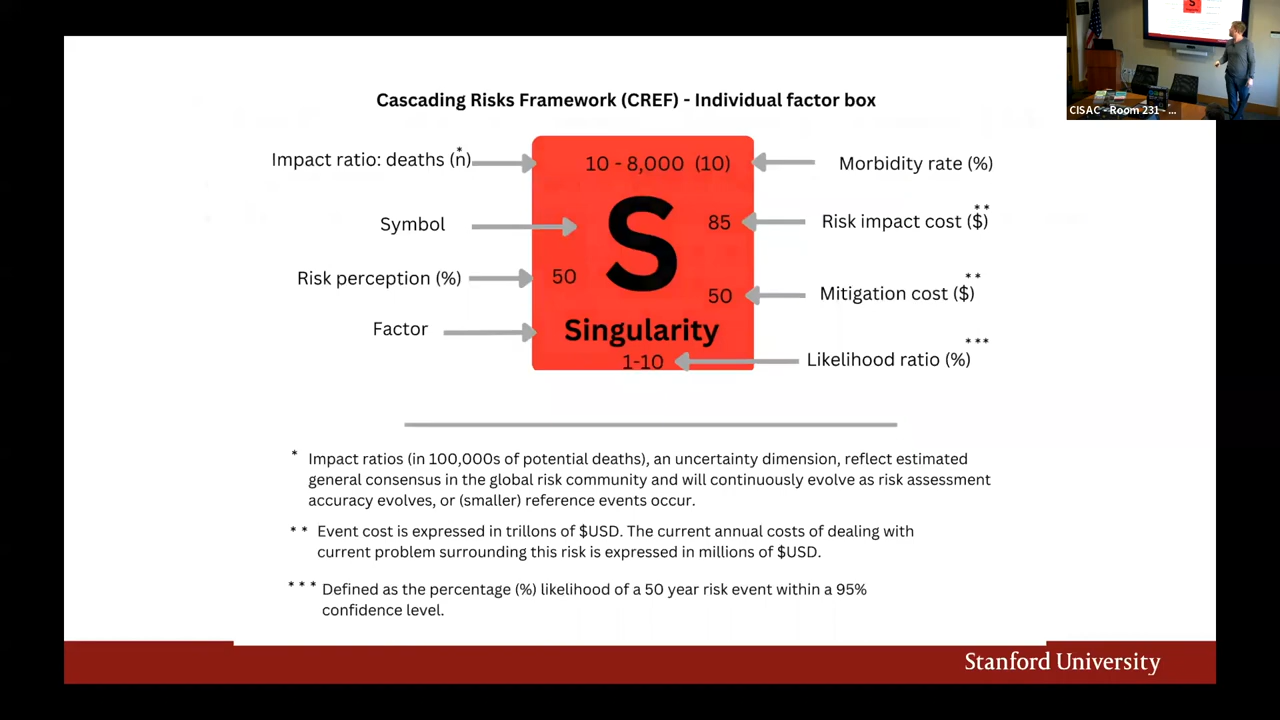 CISAC - Room 231 - ...
Cascading Risks Framework (CREF) - Individual factor box
Impact ratio: deaths (n)*
10 - 8,000 (10)
Morbidity rate (%)
Symbol
S
85
Risk impact cost ($)**
Risk perception (%)
50
50
Mitigation cost ($)**
Factor
Singularity
1-10
Likelihood ratio (%)***
* Impact ratios (in 100,000s of potential deaths), an uncertainty dimension, reflect estimated
general consensus in the global risk community and will continuously evolve as risk assessment
accuracy evolves, or (smaller) reference events occur.
** Event cost is expressed in trillons of $USD. The current annual costs of dealing with
current problem surrounding this risk is expressed in millions of $USD.
*** Defined as the percentage (%) likelihood of a 50 year risk event within a 95%
confidence level.
Stanford University